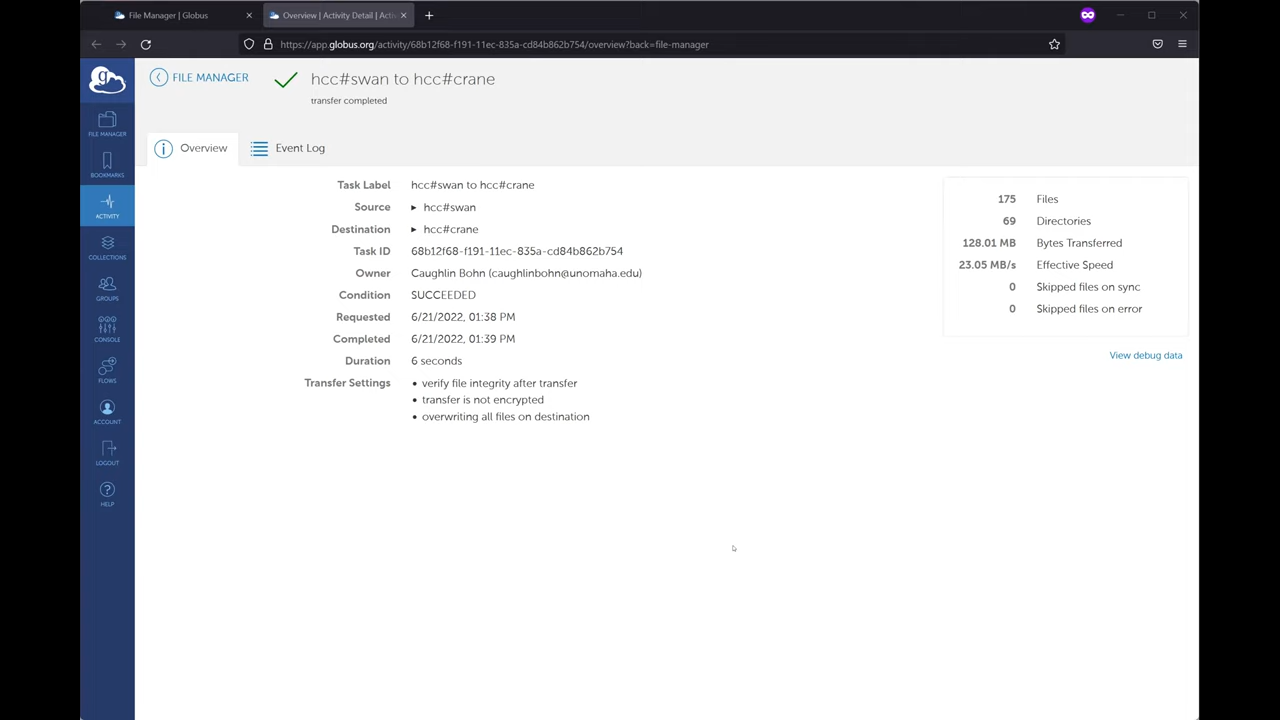 File Manager | Globus
Overview | Activity Detail | Acti
https://app.globus.org/activity/68b12f68-f191-11ec-835a-cd84b862b754/overview?back=file-manager
g
FILE MANAGER
BOOKMARKS
ACTIVITY
COLLECTIONS
GROUPS
CONSOLE
FLOWS
ACCOUNT
LOGOUT
HELP
FILE MANAGER
hcc#swan to hcc#crane
transfer completed
Overview
Event Log
Task Label hcc#swan to hcc#crane
Source hcc#swan
Destination hcc#crane
Task ID 68b12f68-f191-11ec-835a-cd84b862b754
Owner Caughlin Bohn (caughlinbohn@unomaha.edu)
Condition SUCCEEDED
Requested 6/21/2022, 01:38 PM
Completed 6/21/2022, 01:39 PM
Duration 6 seconds
Transfer Settings • verify file integrity after transfer
• transfer is not encrypted
• overwriting all files on destination
175 Files
69 Directories
128.01 MB Bytes Transferred
23.05 MB/s Effective Speed
0 Skipped files on sync
0 Skipped files on error
View debug data